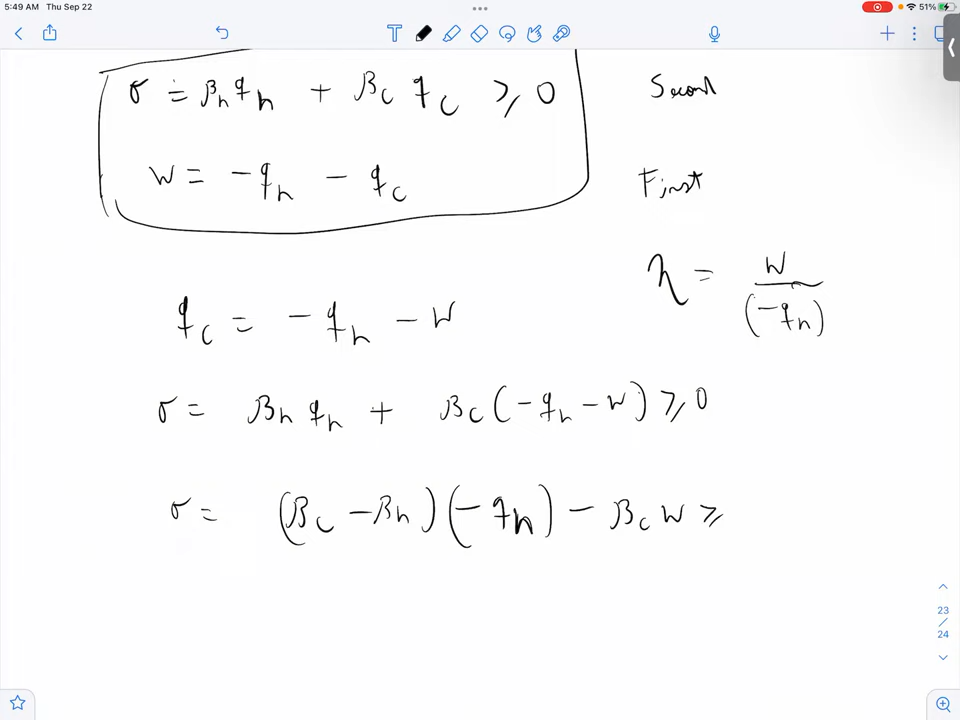 5:49 AM Thu Sep 22
51%
σ = β_h q_h + β_c q_c ⩾ 0 Second
W = − q_h − q_c First
η = W / (− q_h)
q_c = − q_h − W
σ = β_h q_h + β_c (− q_h − W) ⩾ 0
σ = (β_c − β_h) (− q_h) − β_c W ⩾
23
/
24